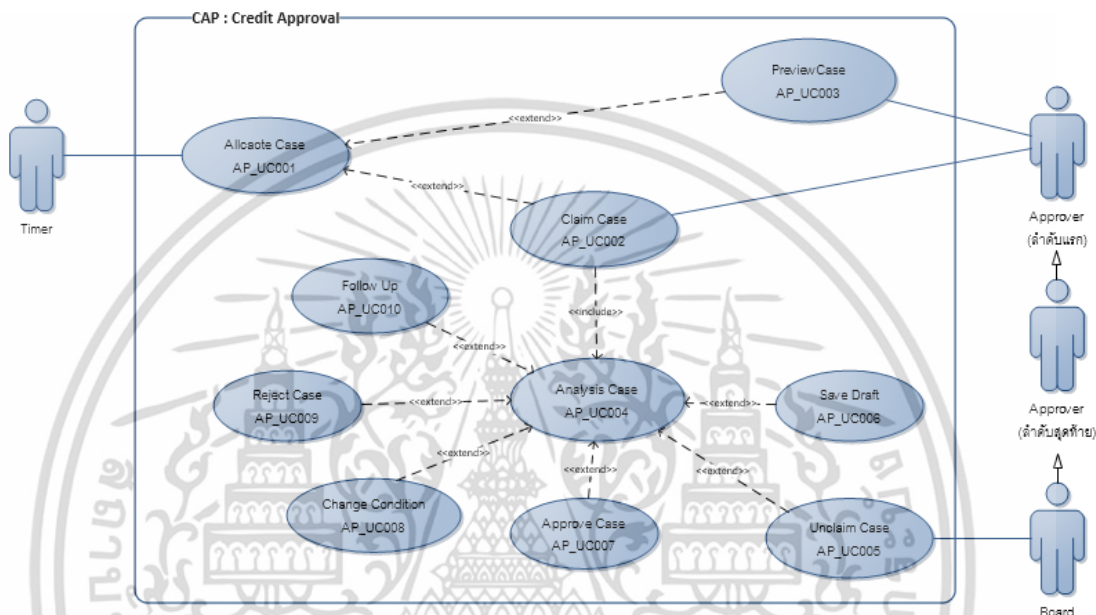 CAP : Credit Approval
PreviewCase
AP_UC003
<<extend>>
Allcaote Case
AP_UC001
Timer
<<extend>>
Claim Case
AP_UC002
Approver
(ลำดับแรก)
Follow Up
AP_UC010
<<include>>
<<extend>>
Reject Case
AP_UC009
<<extend>>
Analysis Case
AP_UC004
<<extend>>
Save Draft
AP_UC006
Approver
(ลำดับสุดท้าย)
<<extend>>
<<extend>>
<<extend>>
Change Condition
AP_UC008
Approve Case
AP_UC007
Unclaim Case
AP_UC005
Board